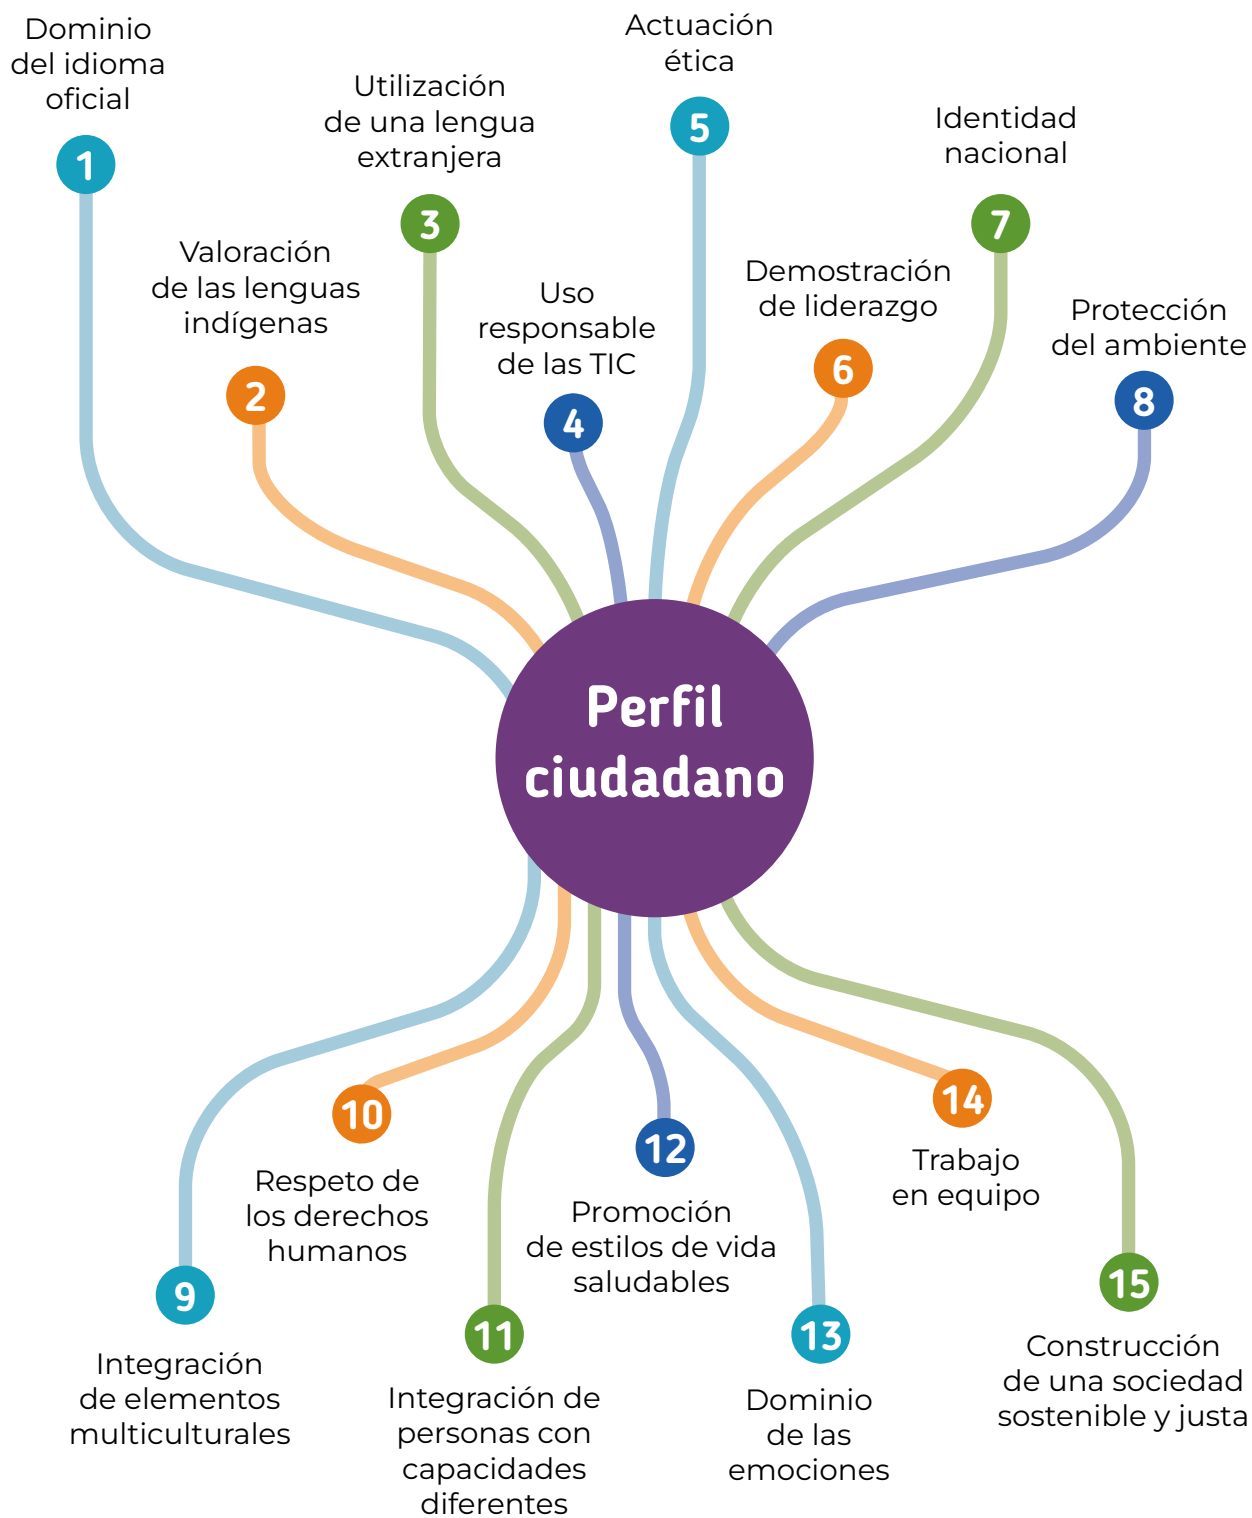 Dominio
del idioma
oficial
1
Valoración
de las lenguas
indígenas
2
Utilización
de una lengua
extranjera
3
Uso
responsable
de las TIC
4
Actuación
ética
5
Demostración
de liderazgo
6
Identidad
nacional
7
Protección
del ambiente
8
Perfil
ciudadano
9
Integración
de elementos
multiculturales
10
Respeto de
los derechos
humanos
11
Integración de
personas con
capacidades
diferentes
12
Promoción
de estilos de vida
saludables
13
Dominio
de las
emociones
14
Trabajo
en equipo
15
Construcción
de una sociedad
sostenible y justa